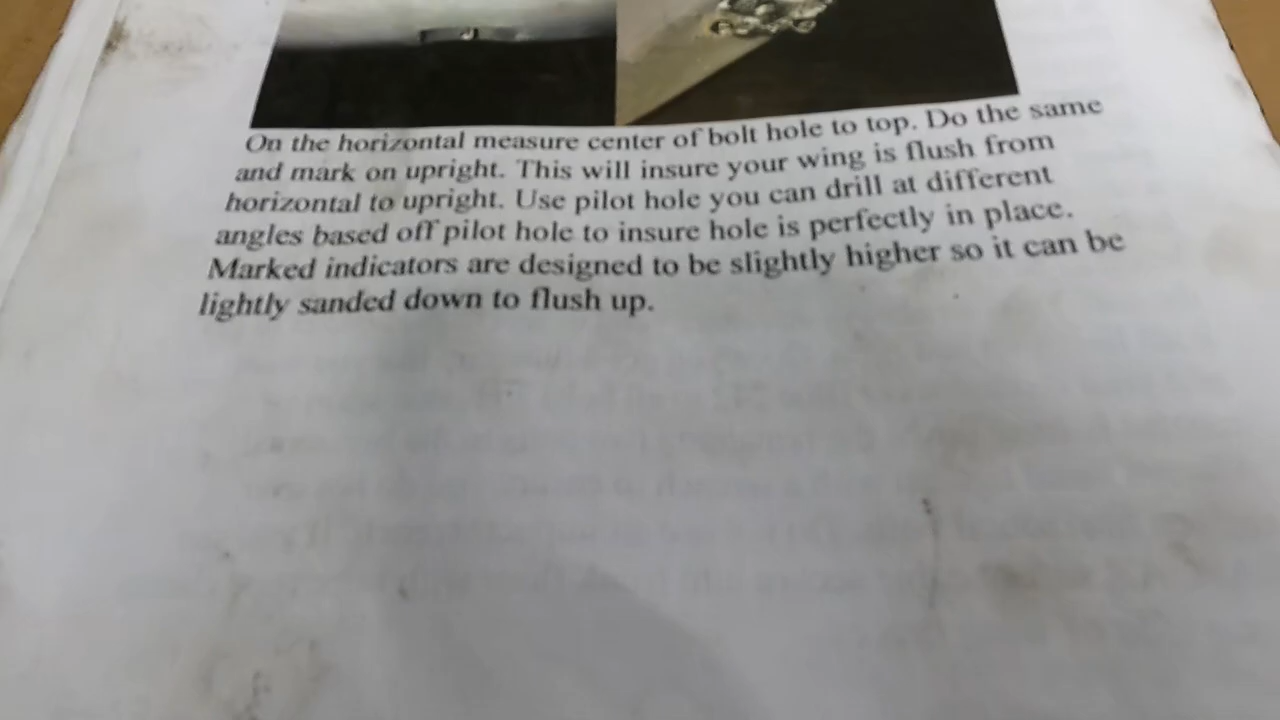 On the horizontal measure center of bolt hole to top. Do the same
and mark on upright. This will insure your wing is flush from
horizontal to upright. Use pilot hole you can drill at different
angles based off pilot hole to insure hole is perfectly in place.
Marked indicators are designed to be slightly higher so it can be
lightly sanded down to flush up.